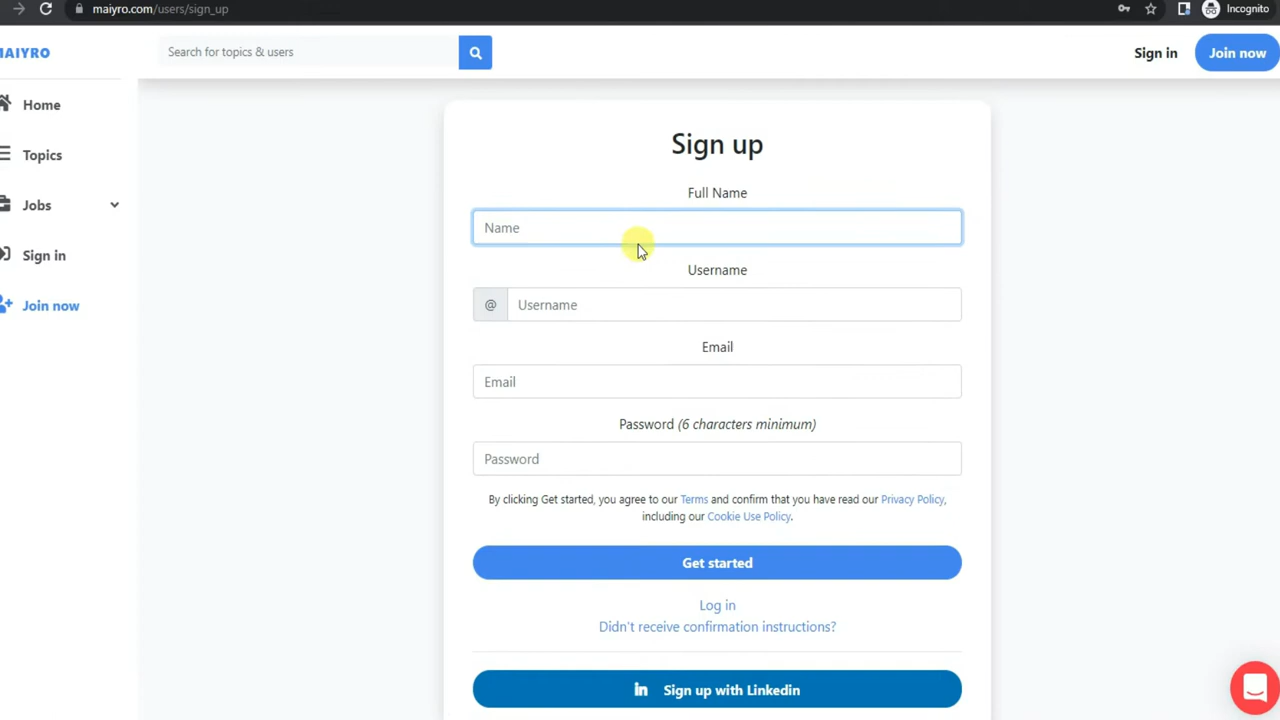 maiyro.com/users/sign_up
Incognito
MAIYRO
Search for topics & users
Sign in
Join now
Home
Topics
Jobs
Sign in
Join now
Sign up
Full Name
Name
Username
@ Username
Email
Email
Password (6 characters minimum)
Password
By clicking Get started, you agree to our Terms and confirm that you have read our Privacy Policy,
including our Cookie Use Policy.
Get started
Log in
Didn't receive confirmation instructions?
in Sign up with Linkedin